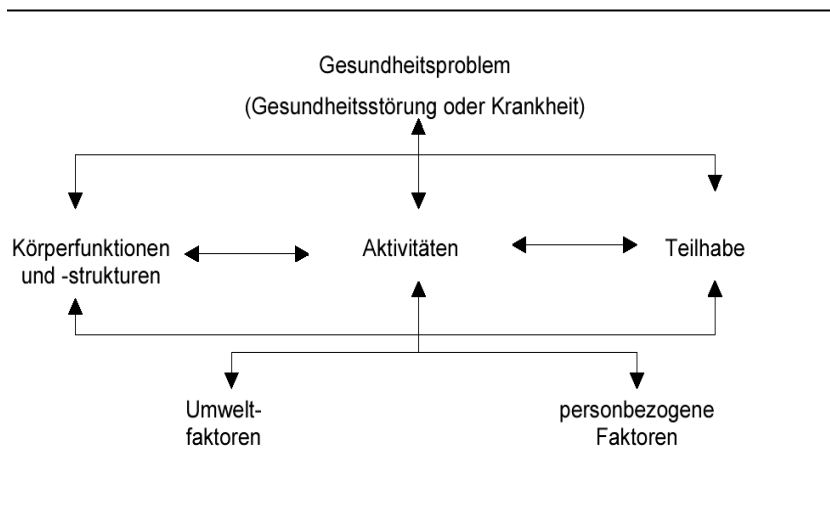 Gesundheitsproblem
(Gesundheitsstörung oder Krankheit)
Körperfunktionen
und -strukturen
Aktivitäten
Teilhabe
Umwelt-
faktoren
personbezogene
Faktoren